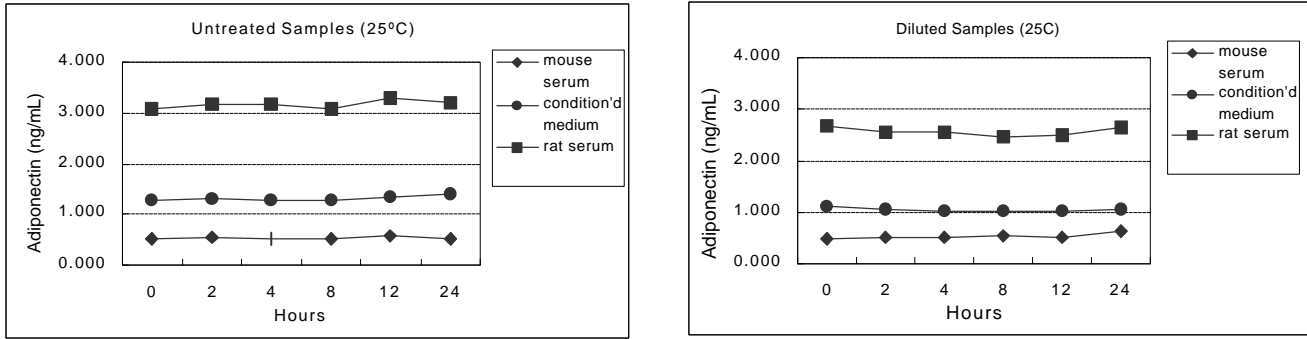 Untreated Samples (25ºC)
4.000
3.000
2.000
1.000
0.000
Adiponectin (ng/mL)
0 2 4 8 12 24
Hours
mouse
serum
condition'd
medium
rat serum
Diluted Samples (25C)
4.000
3.000
2.000
1.000
0.000
Adiponectin (ng/mL)
0 2 4 8 12 24
Hours
mouse
serum
condition'd
medium
rat serum